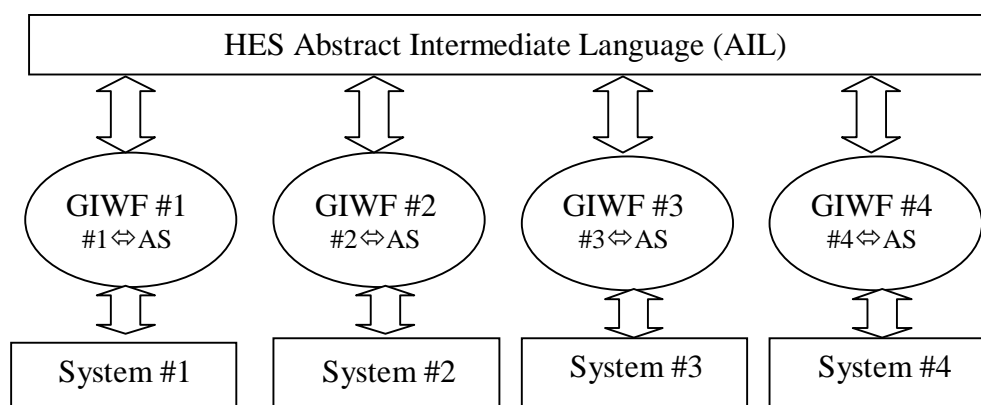 HES Abstract Intermediate Language (AIL)
GIWF #1
#1⇔AS
GIWF #2
#2⇔AS
GIWF #3
#3⇔AS
GIWF #4
#4⇔AS
System #1
System #2
System #3
System #4